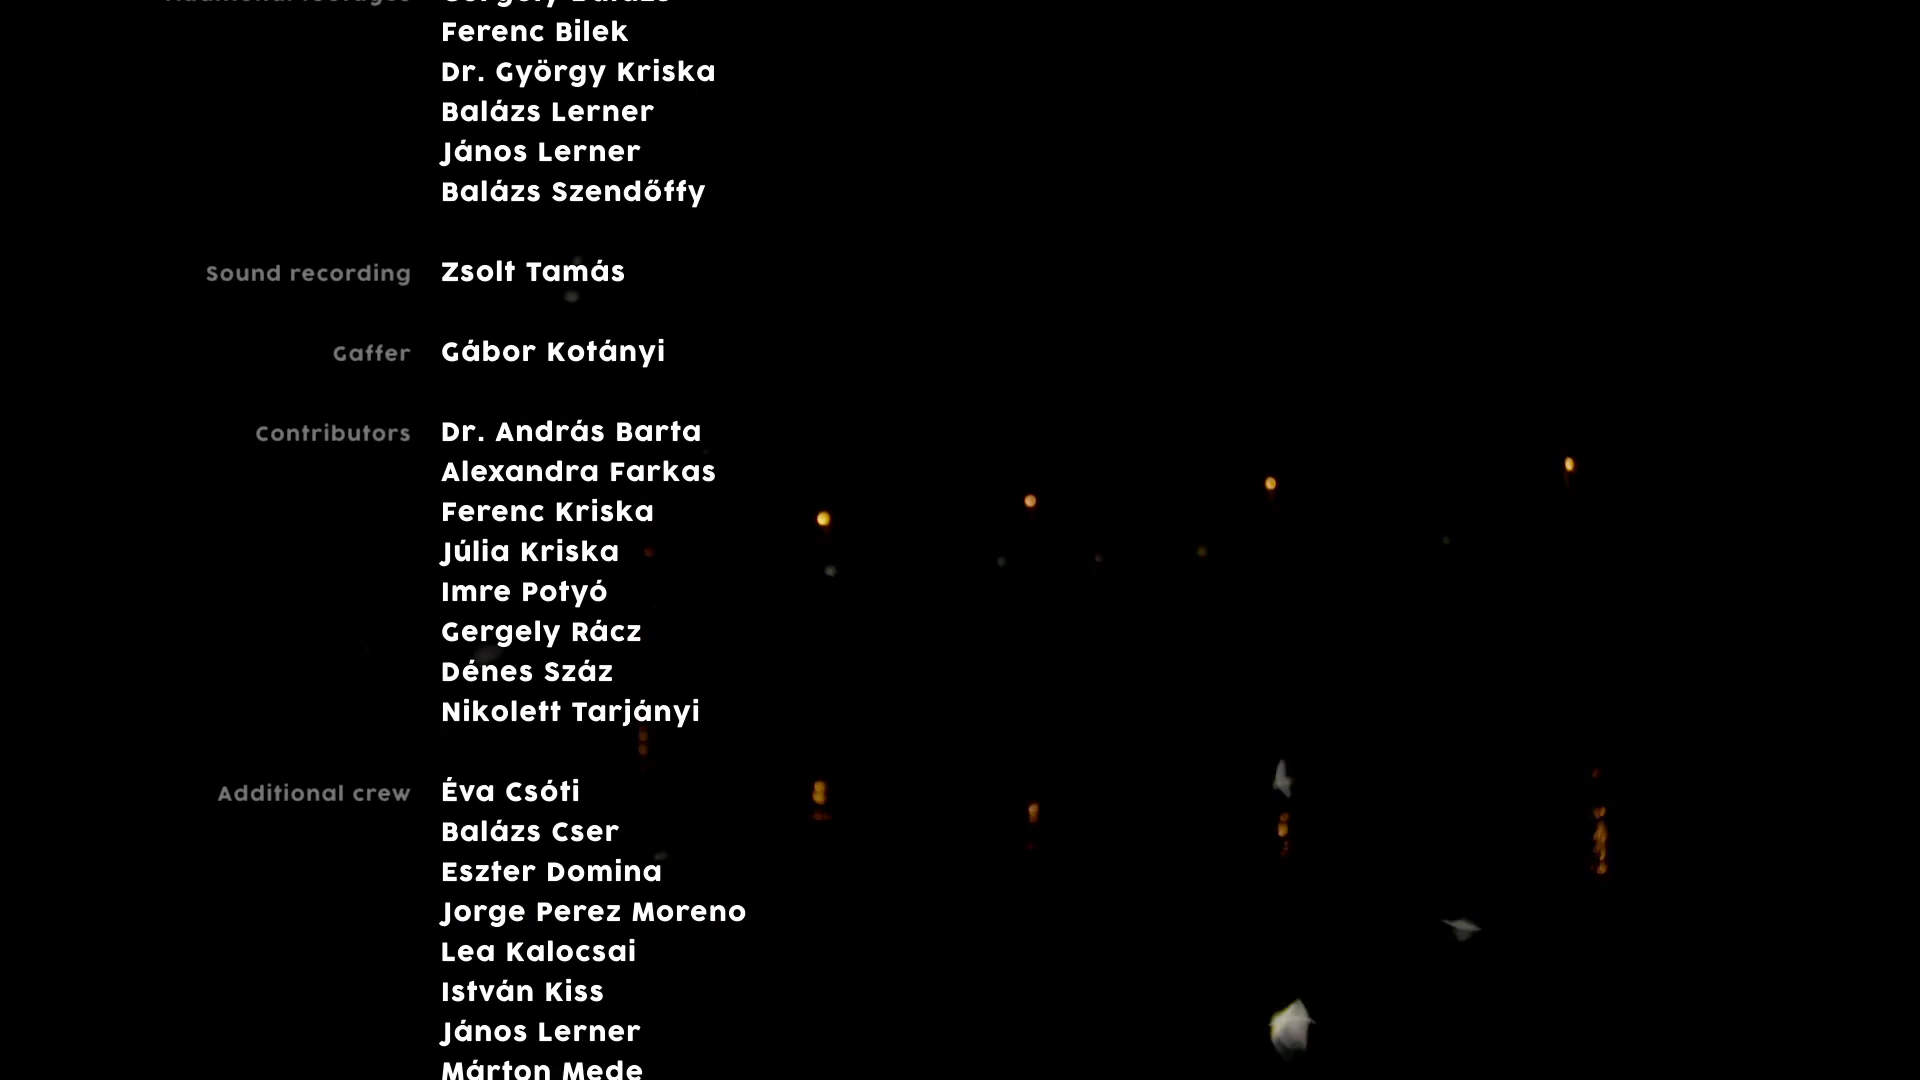 Ferenc Bilek
Dr. György Kriska
Balázs Lerner
János Lerner
Balázs Szendőffy
Sound recording Zsolt Tamás
Gaffer Gábor Kotányi
Contributors Dr. András Barta
Alexandra Farkas
Ferenc Kriska
Júlia Kriska
Imre Potyó
Gergely Rácz
Dénes Száz
Nikolett Tarjányi
Additional crew Éva Csóti
Balázs Cser
Eszter Domina
Jorge Perez Moreno
Lea Kalocsai
István Kiss
János Lerner
Márton Mede